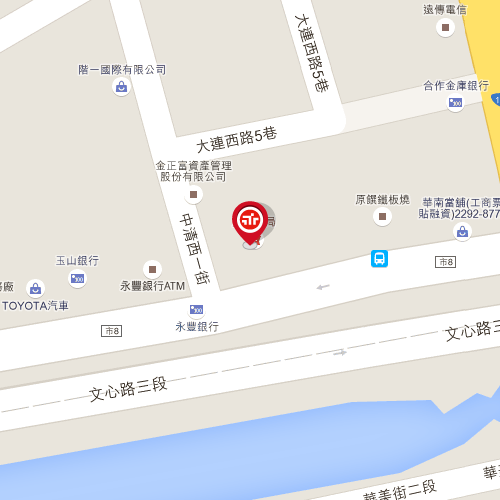 遠傳電信
大連西路5巷
階一國際有限公司
合作金庫銀行
1
大連西路5巷
金正富資產管理
股份有限公司
原饌鐵板燒
華南當舖(工商票
貼融資)2292-877
局
中清西一街
玉山銀行
永豐銀行ATM
市8
務廠
TOYOTA汽車
永豐銀行
市8
文心路三
文心路三段
華美街二段
華